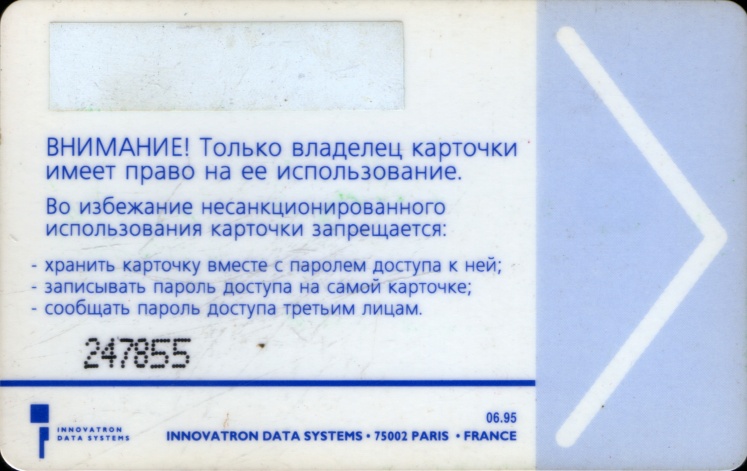 ВНИМАНИЕ! Только владелец карточки
имеет право на ее использование.
Во избежание несанкционированного
использования карточки запрещается:
- хранить карточку вместе с паролем доступа к ней;
- записывать пароль доступа на самой карточке;
- сообщать пароль доступа третьим лицам.
247855
06.95
INNOVATRON
DATA SYSTEMS
INNOVATRON DATA SYSTEMS • 75002 PARIS • FRANCE